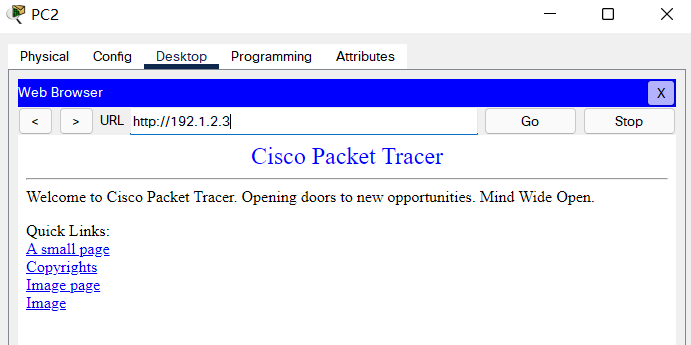 PC2
Physical Config Desktop Programming Attributes
Web Browser X
< > URL http://192.1.2.3 Go Stop
Cisco Packet Tracer
Welcome to Cisco Packet Tracer. Opening doors to new opportunities. Mind Wide Open.
Quick Links:
A small page
Copyrights
Image page
Image